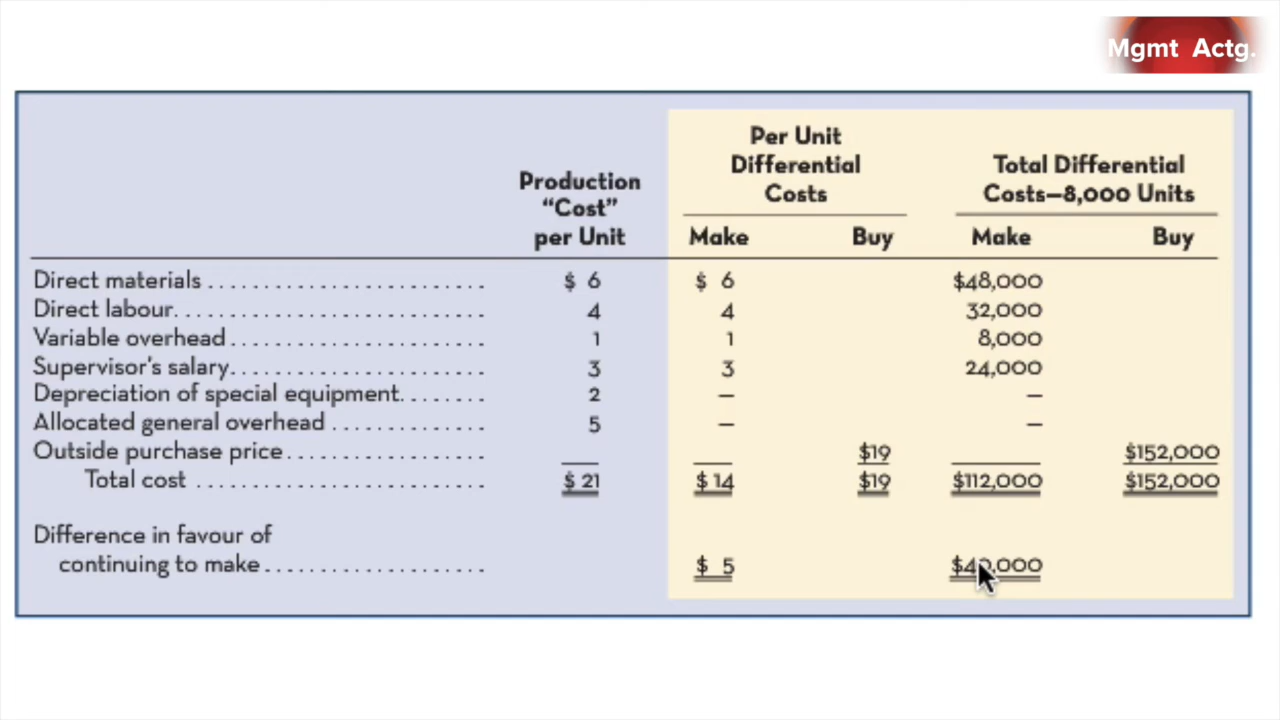 Mgmt Actg.
Per Unit
Differential
Costs
Total Differential
Costs—8,000 Units
Production
“Cost”
per Unit
Make Buy Make Buy
Direct materials ........................ $ 6 $ 6 $48,000
Direct labour........................... 4 4 32,000
Variable overhead ...................... 1 1 8,000
Supervisor's salary...................... 3 3 24,000
Depreciation of special equipment........ 2 — —
Allocated general overhead .............. 5 — —
Outside purchase price.................. $19 $152,000
Total cost ......................... $ 21 $ 14 $19 $112,000 $152,000
Difference in favour of
continuing to make.................... $ 5